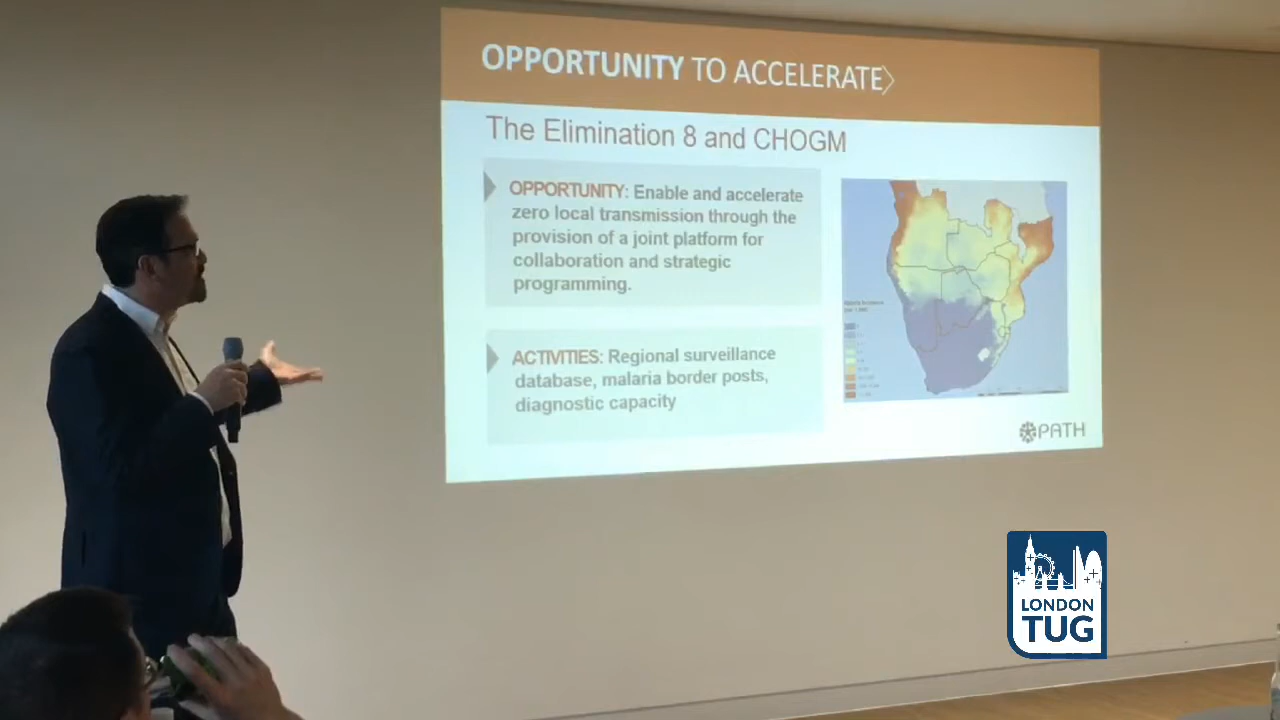 OPPORTUNITY TO ACCELERATE
The Elimination 8 and CHOGM
OPPORTUNITY: Enable and accelerate
zero local transmission through the
provision of a joint platform for
collaboration and strategic
programming.
ACTIVITIES: Regional surveillance
database, malaria border posts,
diagnostic capacity
PATH
LONDON
TUG